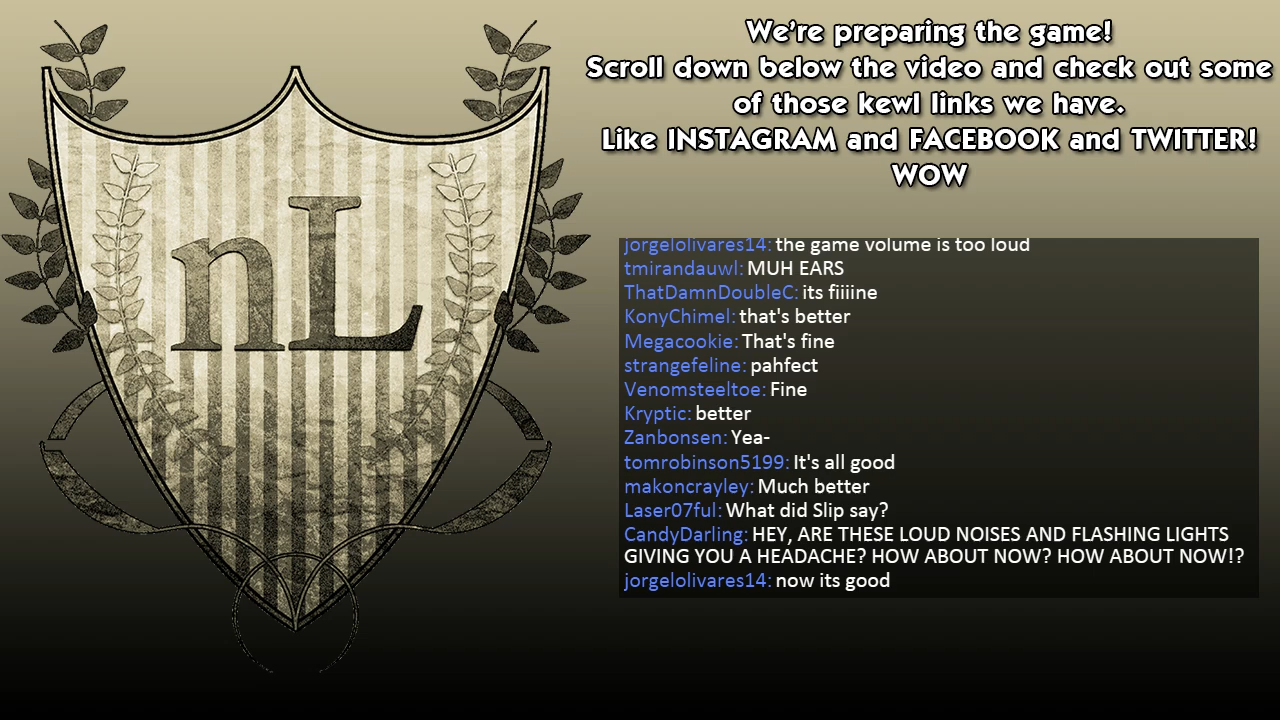 We're preparing the game!
Scroll down below the video and check out some
of those kewl links we have.
Like INSTAGRAM and FACEBOOK and TWITTER!
WOW
nL
jorgelolivares14: the game volume is too loud
tmirandauwl: MUH EARS
ThatDamnDoubleC: its fiiiine
KonyChimel: that's better
Megacookie: That's fine
strangefeline: pahfect
Venomsteeltoe: Fine
Kryptic: better
Zanbonsen: Yea-
tomrobinson5199: It's all good
makoncrayley: Much better
Laser07ful: What did Slip say?
CandyDarling: HEY, ARE THESE LOUD NOISES AND FLASHING LIGHTS
GIVING YOU A HEADACHE? HOW ABOUT NOW? HOW ABOUT NOW!?
jorgelolivares14: now its good